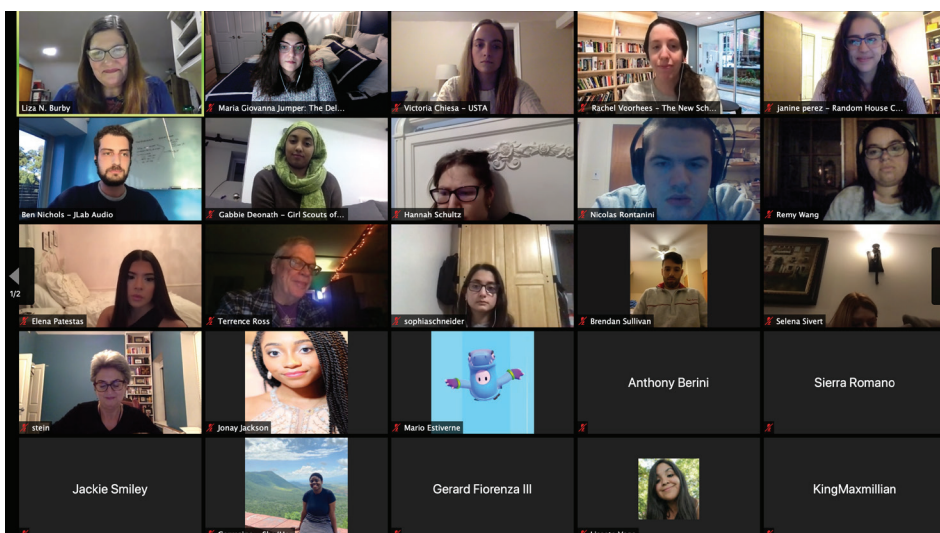 Liza N. Burby
Maria Giovanna Jumper: The Del...
Victoria Chiesa – USTA
Rachel Voorhees – The New Sch...
janine perez – Random House C...
Ben Nichols – JLab Audio
Gabbie Deonath – Girl Scouts of...
Hannah Schultz
Nicolas Rontanini
Remy Wang
1/2
Elena Patestas
Terrence Ross
sophiaschneider
Brendan Sullivan
Selena Sivert
stein
Jonay Jackson
Mario Estiverne
Anthony Berini
Sierra Romano
Jackie Smiley
Gerard Fiorenza III
KingMaxmillian